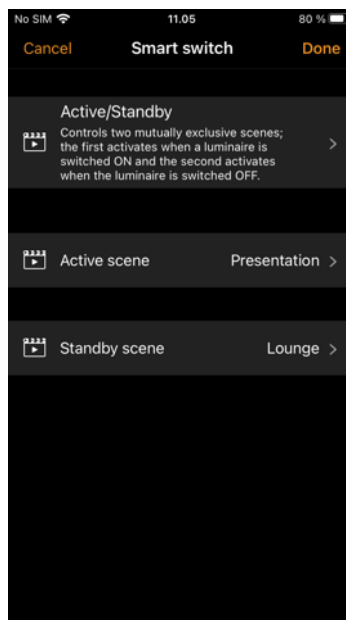 No SIM 11.05 80 %
Cancel Smart switch Done
Active/Standby
Controls two mutually exclusive scenes;
the first activates when a luminaire is
switched ON and the second activates
when the luminaire is switched OFF.
Active scene Presentation
Standby scene Lounge